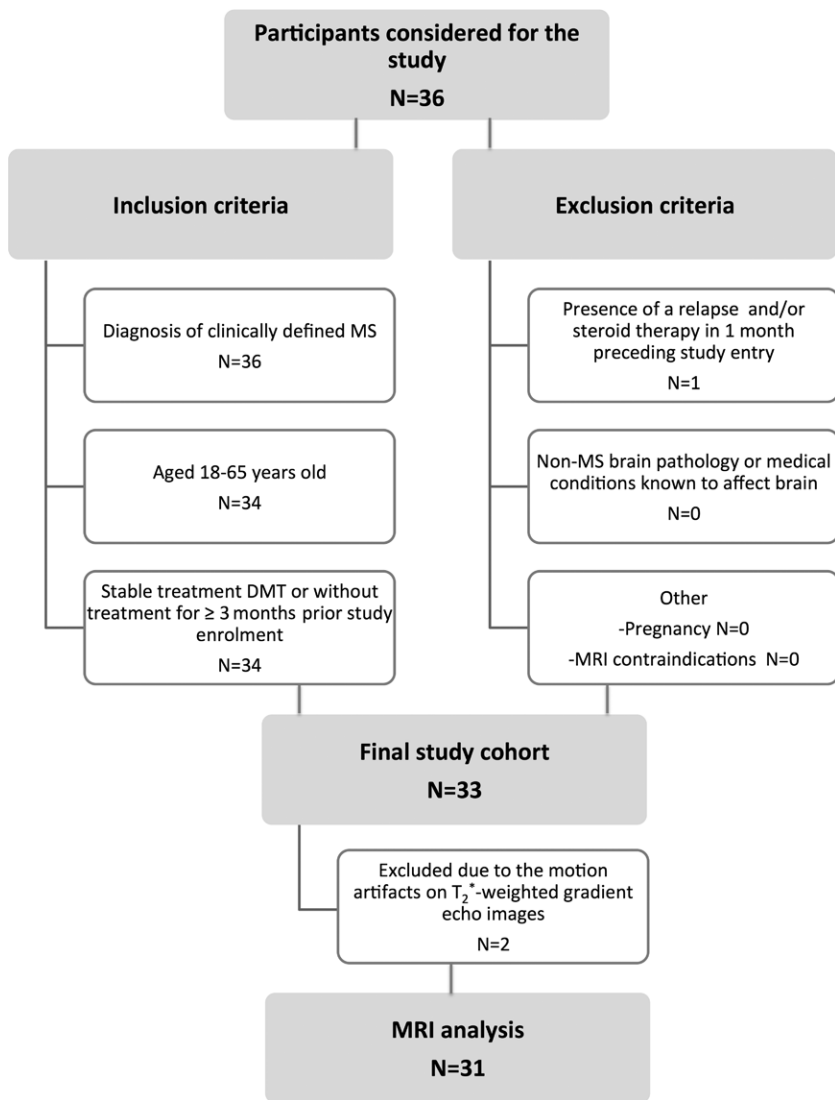 Participants considered for the
study
N=36
Inclusion criteria
Exclusion criteria
Diagnosis of clinically defined MS
N=36
Aged 18-65 years old
N=34
Stable treatment DMT or without
treatment for ≥ 3 months prior study
enrolment
N=34
Presence of a relapse and/or
steroid therapy in 1 month
preceding study entry
N=1
Non-MS brain pathology or medical
conditions known to affect brain
N=0
Other
-Pregnancy N=0
-MRI contraindications N=0
Final study cohort
N=33
Excluded due to the motion
artifacts on T₂*-weighted gradient
echo images
N=2
MRI analysis
N=31